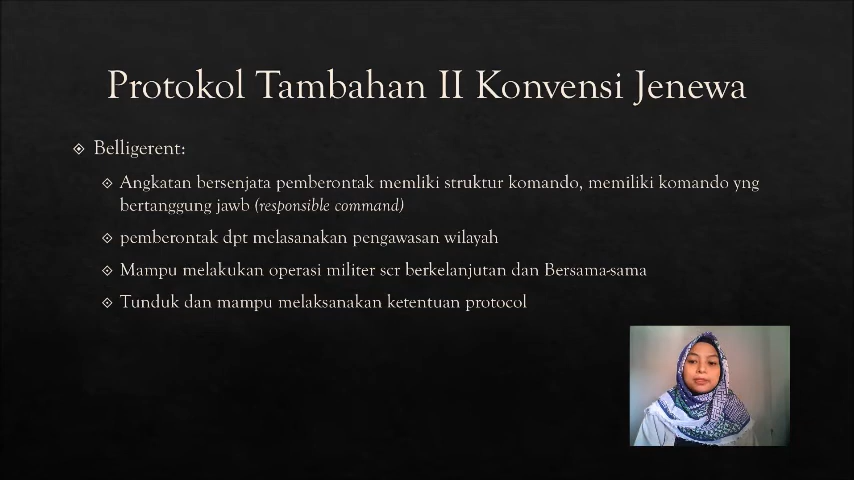 Protokol Tambahan II Konvensi Jenewa
Belligerent:
Angkatan bersenjata pemberontak memliki struktur komando, memiliki komando yng
bertanggung jawb (responsible command)
pemberontak dpt melasanakan pengawasan wilayah
Mampu melakukan operasi militer scr berkelanjutan dan Bersama-sama
Tunduk dan mampu melaksanakan ketentuan protocol